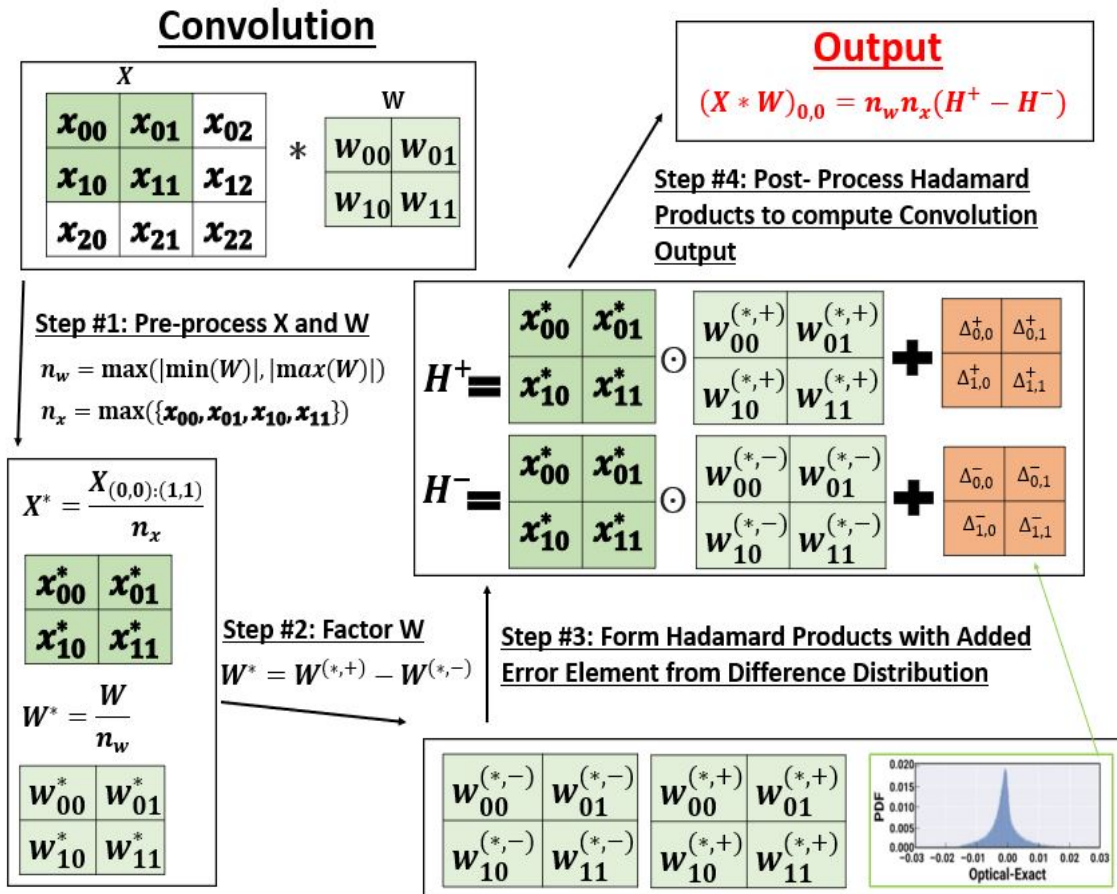 Convolution
X
x₀₀ x₀₁ x₀₂
x₁₀ x₁₁ x₁₂
x₂₀ x₂₁ x₂₂
*
W
w₀₀ w₀₁
w₁₀ w₁₁
Output
(X * W)₀,₀ = n_w n_x (H⁺ − H⁻)
Step #4: Post- Process Hadamard
Products to compute Convolution
Output
Step #1: Pre-process X and W
n_w = max(|min(W)|, |max(W)|)
n_x = max({x₀₀, x₀₁, x₁₀, x₁₁})
H⁺ =
x*₀₀ x*₀₁
x*₁₀ x*₁₁
⊙
w₀₀^(*,+) w₀₁^(*,+)
w₁₀^(*,+) w₁₁^(*,+)
+
Δ⁺₀,₀ Δ⁺₀,₁
Δ⁺₁,₀ Δ⁺₁,₁
H⁻ =
x*₀₀ x*₀₁
x*₁₀ x*₁₁
⊙
w₀₀^(*,−) w₀₁^(*,−)
w₁₀^(*,−) w₁₁^(*,−)
+
Δ⁻₀,₀ Δ⁻₀,₁
Δ⁻₁,₀ Δ⁻₁,₁
X* = X₍₀,₀₎:₍₁,₁₎ / n_x
x*₀₀ x*₀₁
x*₁₀ x*₁₁
W* = W / n_w
w*₀₀ w*₀₁
w*₁₀ w*₁₁
Step #2: Factor W
W* = W^(*,+) − W^(*,−)
Step #3: Form Hadamard Products with Added
Error Element from Difference Distribution
w₀₀^(*,−) w₀₁^(*,−)
w₁₀^(*,−) w₁₁^(*,−)
w₀₀^(*,+) w₀₁^(*,+)
w₁₀^(*,+) w₁₁^(*,+)
PDF
0.020
0.015
0.010
0.005
0.000
−0.03 −0.02 −0.01 0.00 0.01 0.02 0.03
Optical-Exact